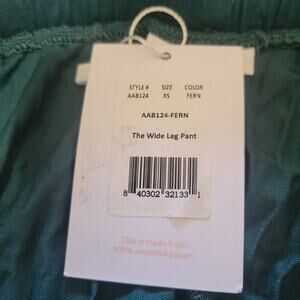 STYLE # SIZE COLOR
AAB124 XS FERN
AAB124-FERN
The Wide Leg Pant
8 40302 32133 1
This is made from
100% recycled paper.